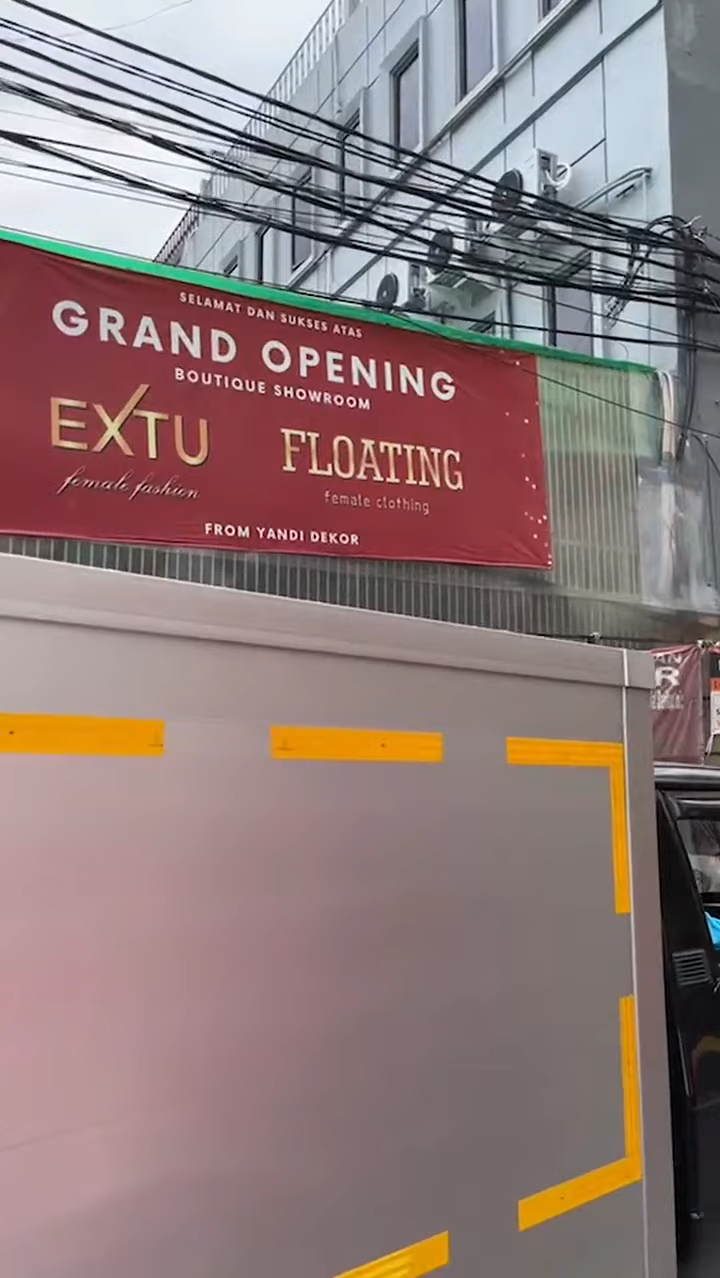 SELAMAT DAN SUKSES ATAS
GRAND OPENING
BOUTIQUE SHOWROOM
EXTU
female fashion
FLOATING
female clothing
FROM YANDI DEKOR